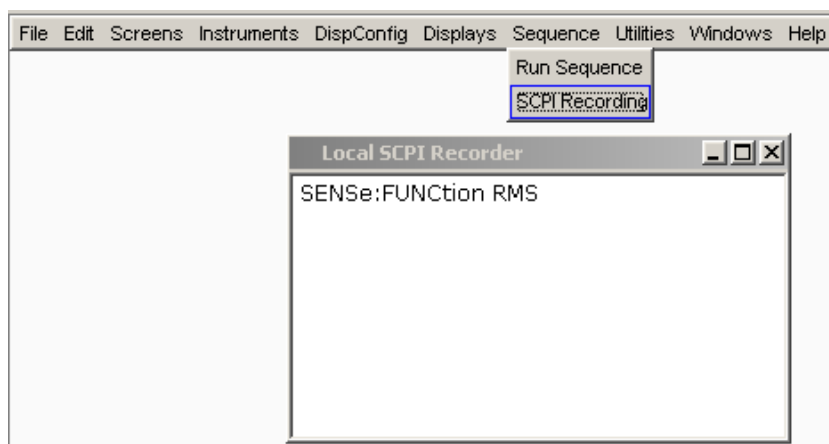 File Edit Screens Instruments DispConfig Displays Sequence Utilities Windows Help
Run Sequence
SCPI Recording
Local SCPI Recorder
SENSe:FUNCtion RMS